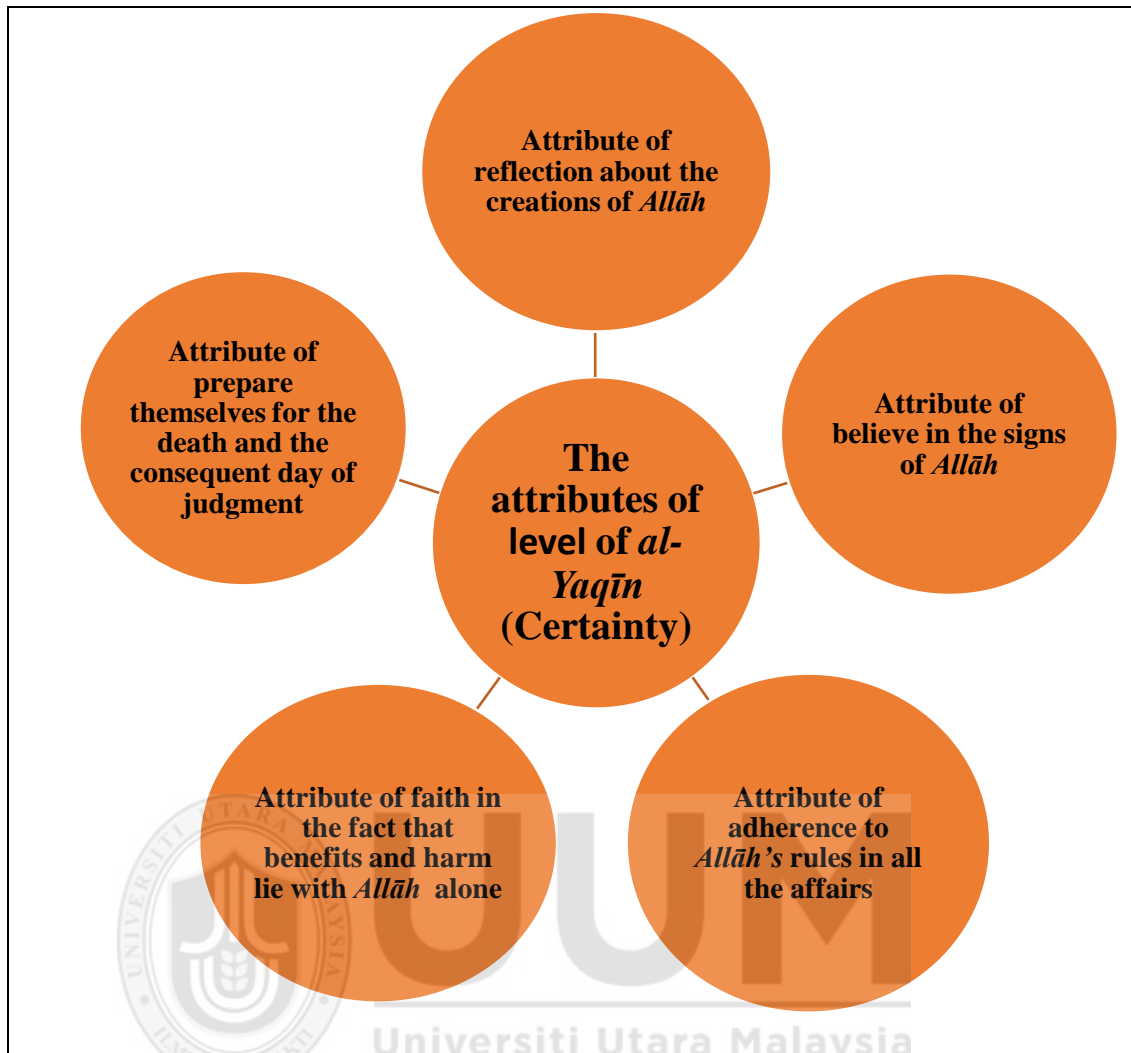 Attribute of
reflection about the
creations of Allāh
Attribute of
believe in the signs
of Allāh
Attribute of
adherence to
Allāh's rules in all
the affairs
Attribute of faith in
the fact that
benefits and harm
lie with Allāh alone
Attribute of
prepare
themselves for the
death and the
consequent day of
judgment
The
attributes of
level of al-
Yaqīn
(Certainty)
UNIVERSITI UTARA MALAYSIA
UUM
Universiti Utara Malaysia